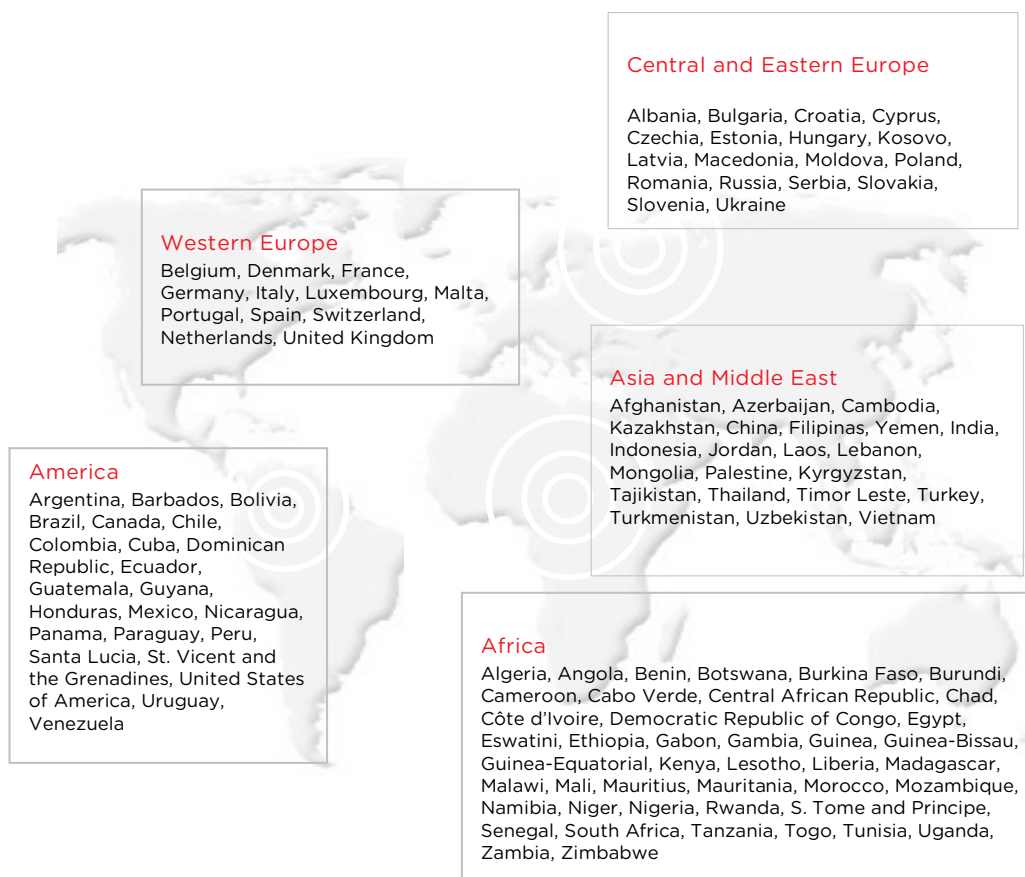 Central and Eastern Europe
Albania, Bulgaria, Croatia, Cyprus,
Czechia, Estonia, Hungary, Kosovo,
Latvia, Macedonia, Moldova, Poland,
Romania, Russia, Serbia, Slovakia,
Slovenia, Ukraine
Western Europe
Belgium, Denmark, France,
Germany, Italy, Luxembourg, Malta,
Portugal, Spain, Switzerland,
Netherlands, United Kingdom
Asia and Middle East
Afghanistan, Azerbaijan, Cambodia,
Kazakhstan, China, Filipinas, Yemen, India,
Indonesia, Jordan, Laos, Lebanon,
Mongolia, Palestine, Kyrgyzstan,
Tajikistan, Thailand, Timor Leste, Turkey,
Turkmenistan, Uzbekistan, Vietnam
America
Argentina, Barbados, Bolivia,
Brazil, Canada, Chile,
Colombia, Cuba, Dominican
Republic, Ecuador,
Guatemala, Guyana,
Honduras, Mexico, Nicaragua,
Panama, Paraguay, Peru,
Santa Lucia, St. Vicent and
the Grenadines, United States
of America, Uruguay,
Venezuela
Africa
Algeria, Angola, Benin, Botswana, Burkina Faso, Burundi,
Cameroon, Cabo Verde, Central African Republic, Chad,
Côte d’Ivoire, Democratic Republic of Congo, Egypt,
Eswatini, Ethiopia, Gabon, Gambia, Guinea, Guinea-Bissau,
Guinea-Equatorial, Kenya, Lesotho, Liberia, Madagascar,
Malawi, Mali, Mauritius, Mauritania, Morocco, Mozambique,
Namibia, Niger, Nigeria, Rwanda, S. Tome and Principe,
Senegal, South Africa, Tanzania, Togo, Tunisia, Uganda,
Zambia, Zimbabwe